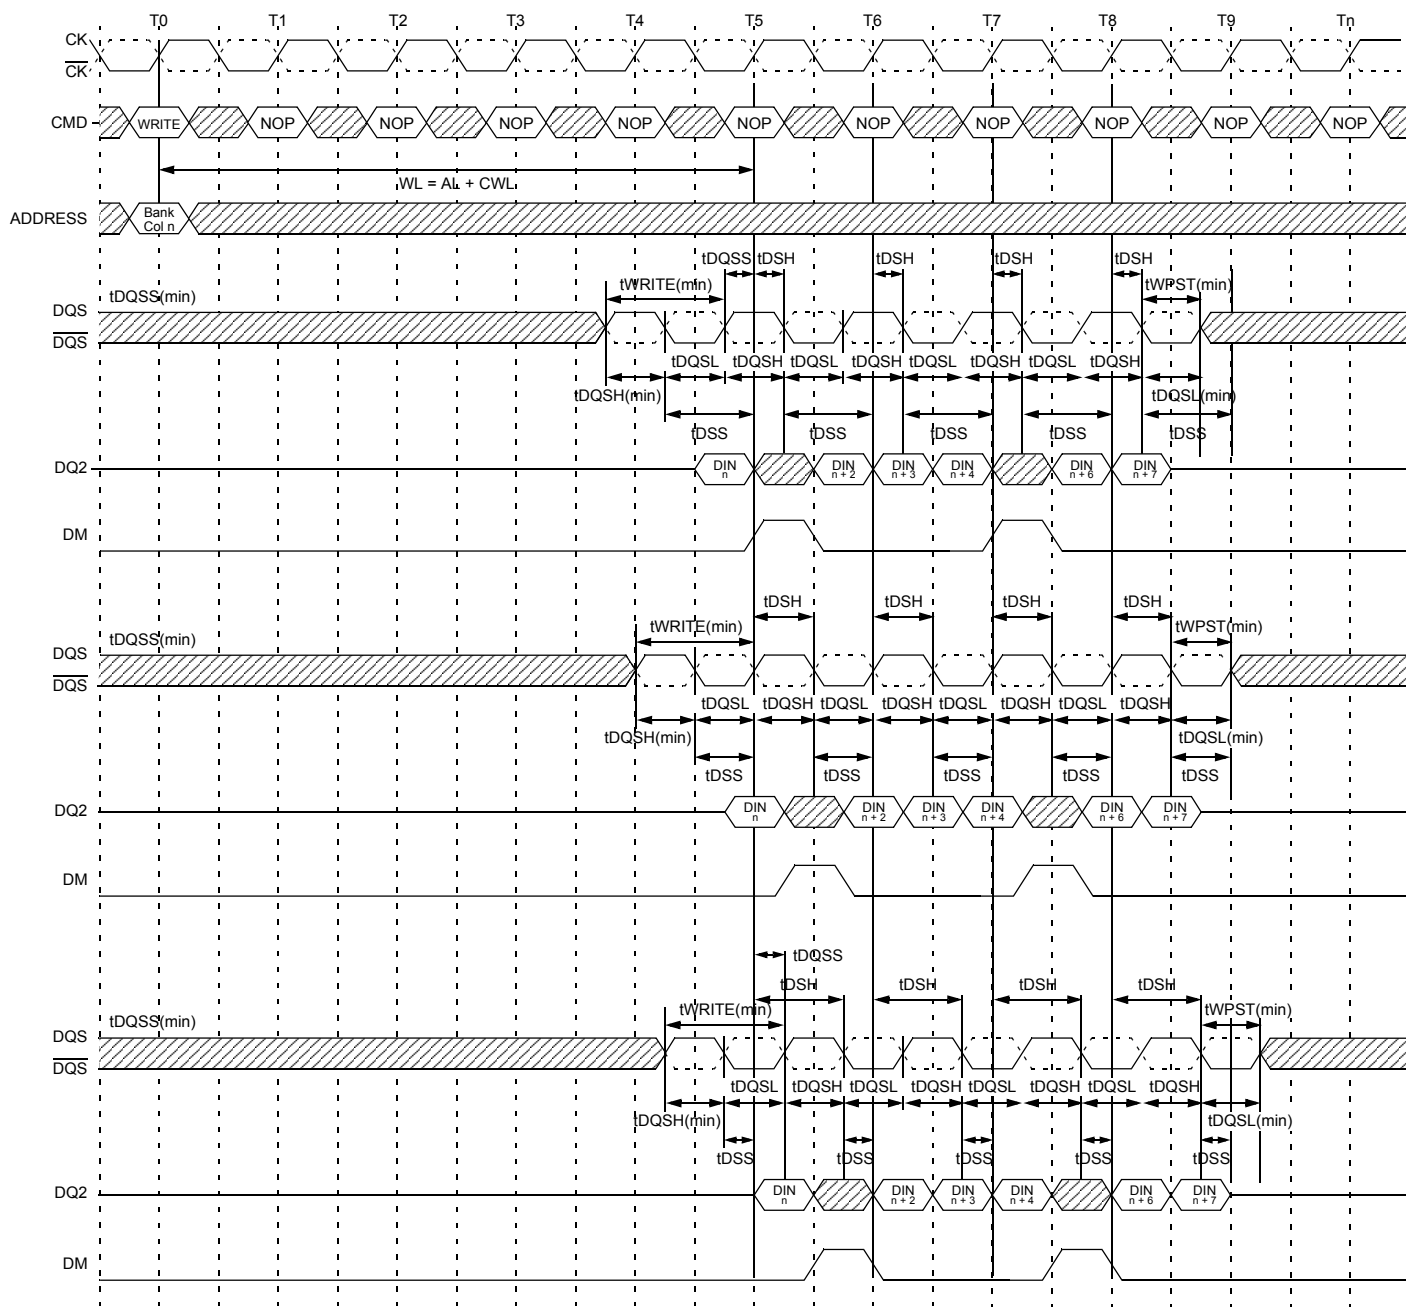 T0 T1 T2 T3 T4 T5 T6 T7 T8 T9 Tn
CK
CK
CMD WRITE NOP NOP NOP NOP NOP NOP NOP NOP NOP NOP
WL = AL + CWL
ADDRESS Bank
Col n
tDQSS tDSH tDSH tDSH tDSH
tDQSS(min) tWRITE(min) tWPST(min)
DQS
DQS
tDQSL tDQSH tDQSL tDQSH tDQSL tDQSH tDQSL tDQSH
tDQSH(min) tDQSL(min)
tDSS tDSS tDSS tDSS tDSS
DQ2 DIN DIN DIN DIN DIN DIN
n n + 2 n + 3 n + 4 n + 6 n + 7
DM
tDSH tDSH tDSH tDSH
tDQSS(min) tWRITE(min) tWPST(min)
DQS
DQS
tDQSL tDQSH tDQSL tDQSH tDQSL tDQSH tDQSL tDQSH
tDQSH(min) tDQSL(min)
tDSS tDSS tDSS tDSS tDSS
DQ2 DIN DIN DIN DIN DIN DIN
n n + 2 n + 3 n + 4 n + 6 n + 7
DM
tDQSS
tDSH tDSH tDSH tDSH
tDQSS(min) tWRITE(min) tWPST(min)
DQS
DQS
tDQSL tDQSH tDQSL tDQSH tDQSL tDQSH tDQSL tDQSH
tDQSH(min) tDQSL(min)
tDSS tDSS tDSS tDSS tDSS
DQ2 DIN DIN DIN DIN DIN DIN
n n + 2 n + 3 n + 4 n + 6 n + 7
DM